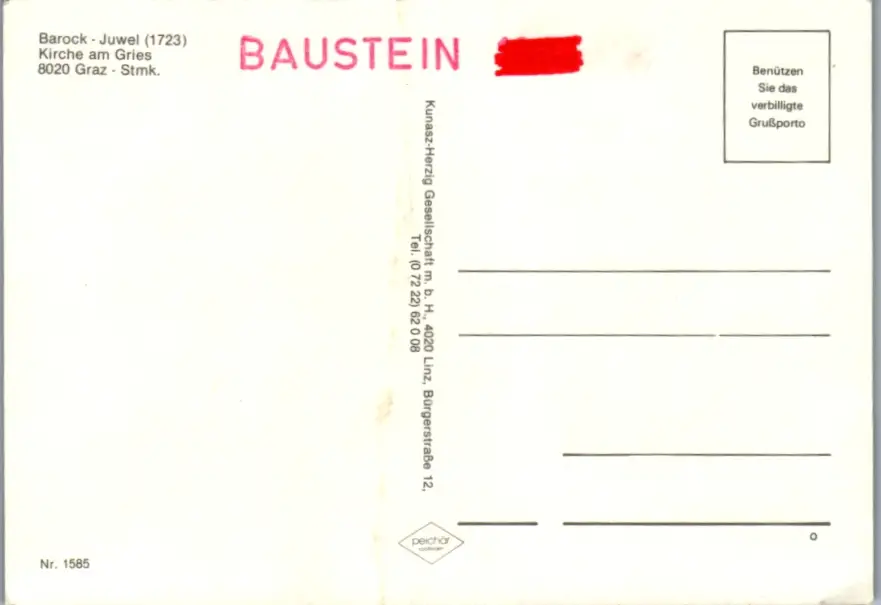 Barock - Juwel (1723)
Kirche am Gries
8020 Graz - Stmk.
BAUSTEIN
Benützen
Sie das
verbilligte
Grußporto
Kunasz-Herzig Gesellschaft m. b. H., 4020 Linz, Bürgerstraße 12,
Tel. (0 72 22) 62 0 08
peichär
Nr. 1585
o